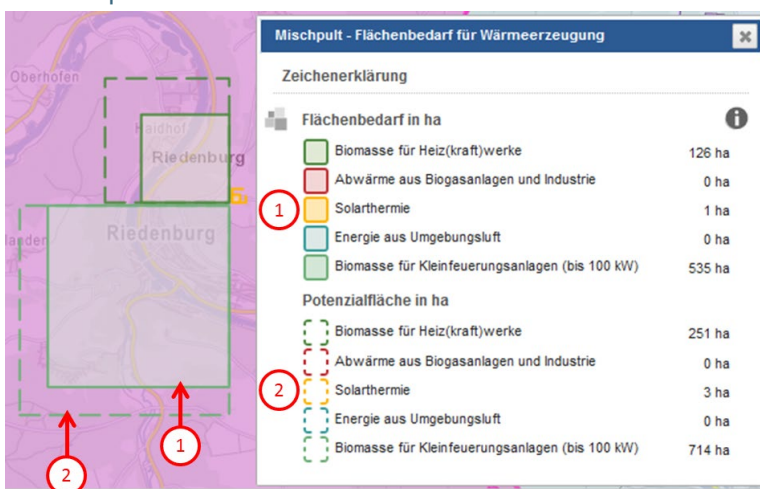 Mischpult - Flächenbedarf für Wärmeerzeugung
Zeichenerklärung
Flächenbedarf in ha
Biomasse für Heiz(kraft)werke 126 ha
Abwärme aus Biogasanlagen und Industrie 0 ha
1 Solarthermie 1 ha
Energie aus Umgebungsluft 0 ha
Biomasse für Kleinfeuerungsanlagen (bis 100 kW) 535 ha
Potenzialfläche in ha
Biomasse für Heiz(kraft)werke 251 ha
Abwärme aus Biogasanlagen und Industrie 0 ha
2 Solarthermie 3 ha
Energie aus Umgebungsluft 0 ha
Biomasse für Kleinfeuerungsanlagen (bis 100 kW) 714 ha
Oberhofen
Haidhof
Riedenburg
Riedenburg
1
2